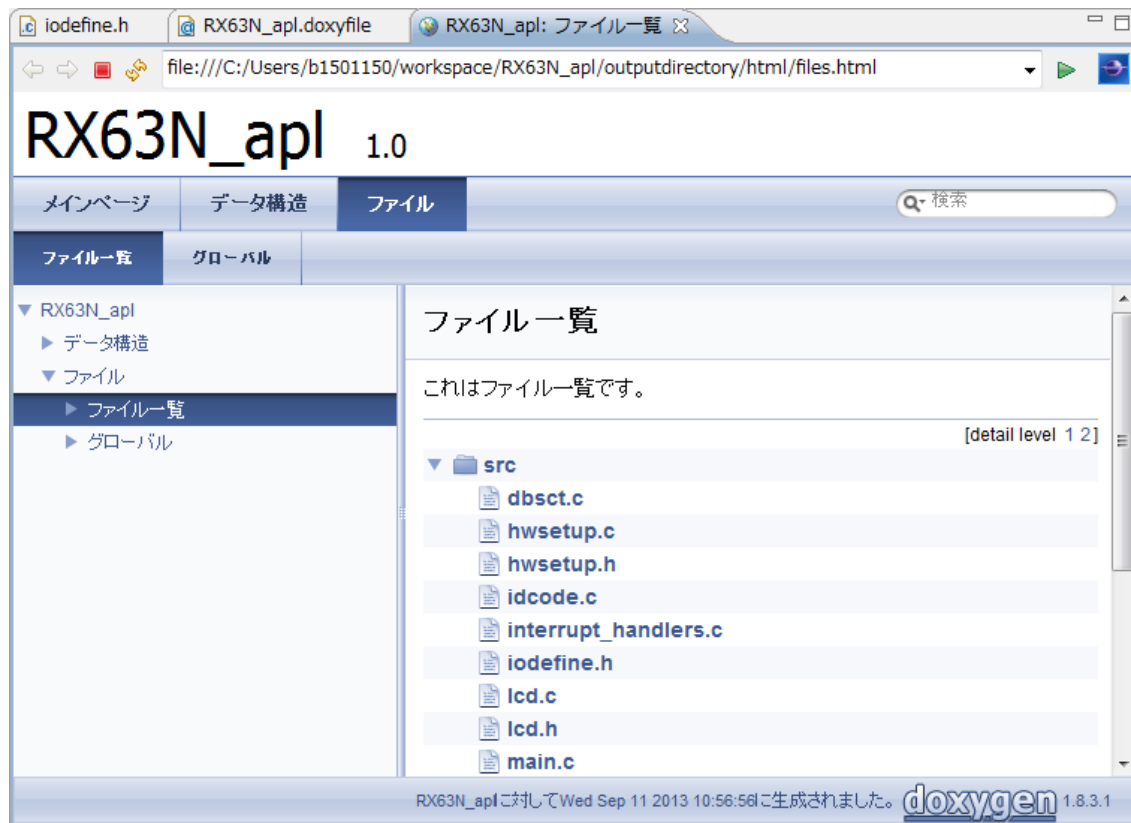 iodefine.h RX63N_apl.doxyfile RX63N_apl: ファイル一覧
file:///C:/Users/b1501150/workspace/RX63N_apl/outputdirectory/html/files.html
RX63N_apl 1.0
メインページ データ構造 ファイル 検索
ファイル一覧 グローバル
RX63N_apl
データ構造
ファイル
ファイル一覧
グローバル
ファイル一覧
これはファイル一覧です。
[detail level 1 2]
src
dbsct.c
hwsetup.c
hwsetup.h
idcode.c
interrupt_handlers.c
iodefine.h
lcd.c
lcd.h
main.c
RX63N_aplに対してWed Sep 11 2013 10:56:56に生成されました。 doxygen 1.8.3.1